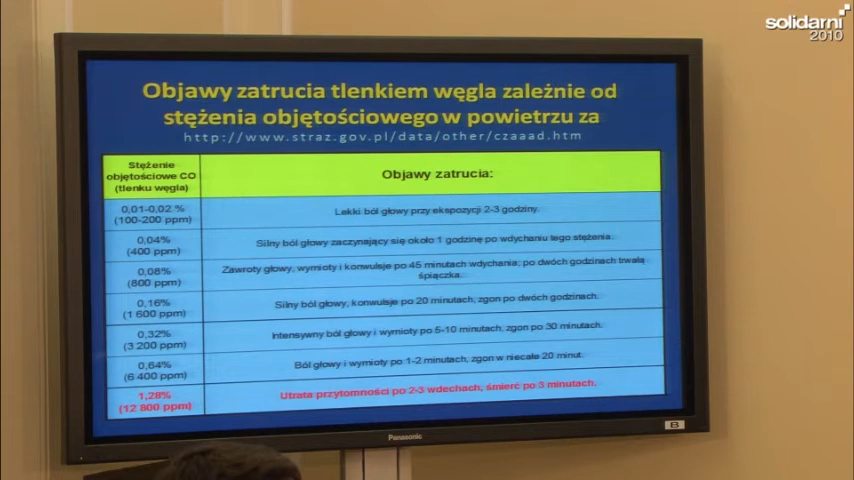 solidarni
2010
Objawy zatrucia tlenkiem węgla zależnie od
stężenia objętościowego w powietrzu za
http://www.straz.gov.pl/data/other/czaaad.htm
Stężenie
objętościowe CO
(tlenku węgla)
Objawy zatrucia:
0,01-0,02 %
(100-200 ppm)
Lekki ból głowy przy ekspozycji 2-3 godziny.
0,04%
(400 ppm)
Silny ból głowy zaczynający się około 1 godzinę po wdychaniu tego stężenia.
0,08%
(800 ppm)
Zawroty głowy, wymioty i konwulsje po 45 minutach wdychania; po dwóch godzinach trwałą
śpiączka.
0,16%
(1 600 ppm)
Silny ból głowy, konwulsje po 20 minutach, zgon po dwóch godzinach.
0,32%
(3 200 ppm)
Intensywny ból głowy i wymioty po 5-10 minutach, zgon po 30 minutach.
0,64%
(6 400 ppm)
Ból głowy i wymioty po 1-2 minutach, zgon w niecałe 20 minut.
1,28%
(12 800 ppm)
Utrata przytomności po 2-3 wdechach, śmierć po 3 minutach.
Panasonic
B